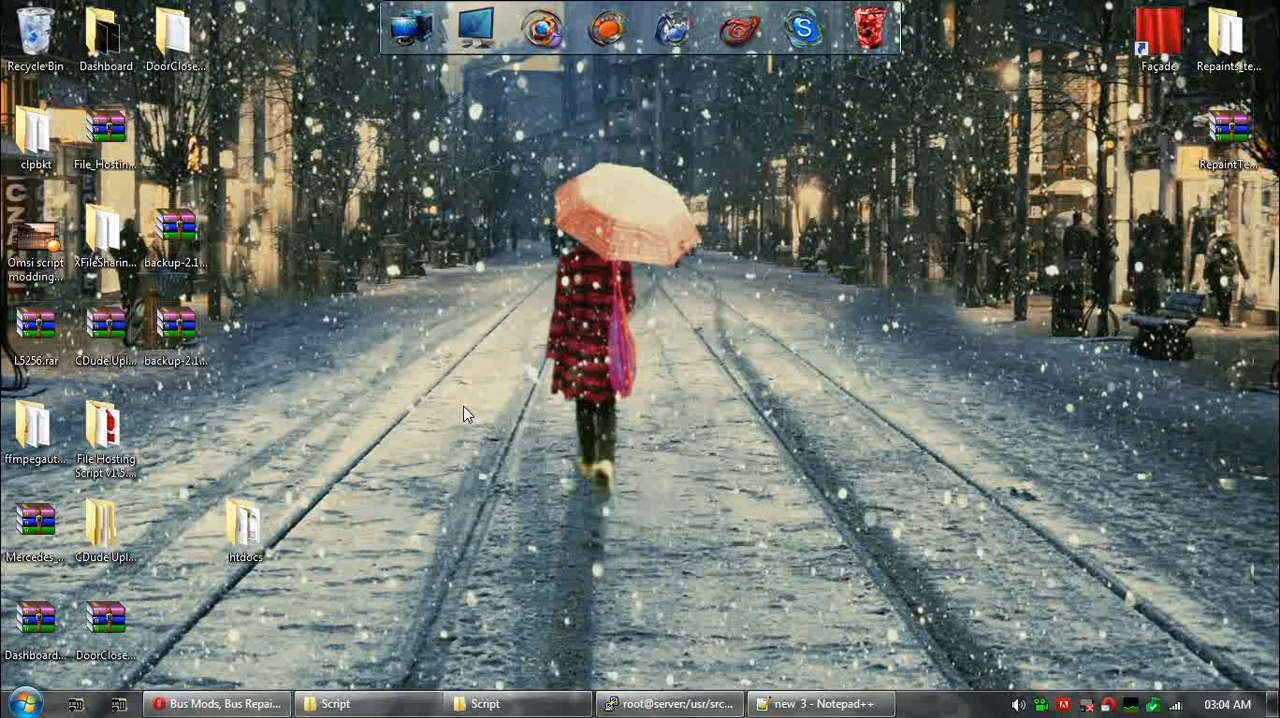 Recycle Bin
Dashboard
DoorClose...
Façade
Repaints_te...
clpbkt
File_Hostin...
RepaintTe...
Omsi script
modding...
XFileSharin...
backup-2.1...
L5256.rar
CDude.Upl...
backup-2.1...
ffmpegaut...
File Hosting
Script v1.5....
Mercedes_...
CDude.Upl...
htdocs
Dashboard...
DoorClose...
Bus Mods, Bus Repai...
Script
Script
root@server:/usr/src...
new 3 - Notepad++
03:04 AM